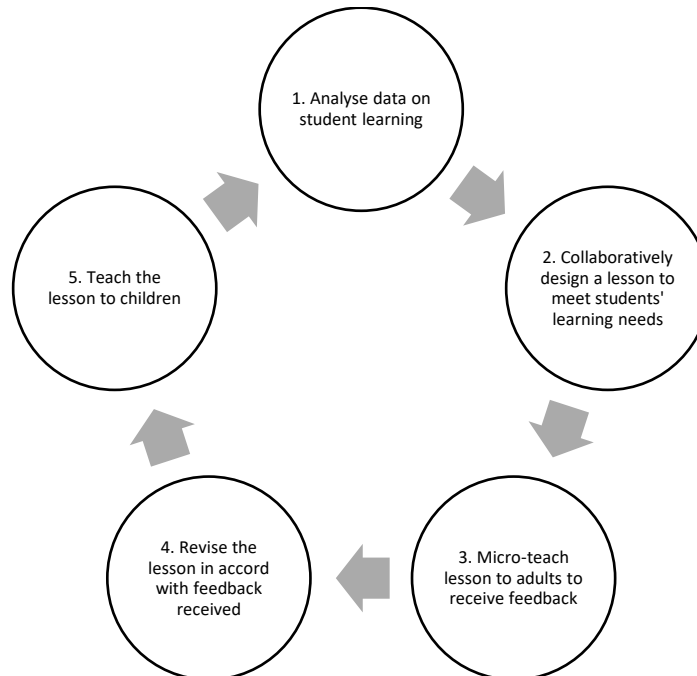 1. Analyse data on
student learning
2. Collaboratively
design a lesson to
meet students'
learning needs
3. Micro-teach
lesson to adults to
receive feedback
4. Revise the
lesson in accord
with feedback
received
5. Teach the
lesson to children